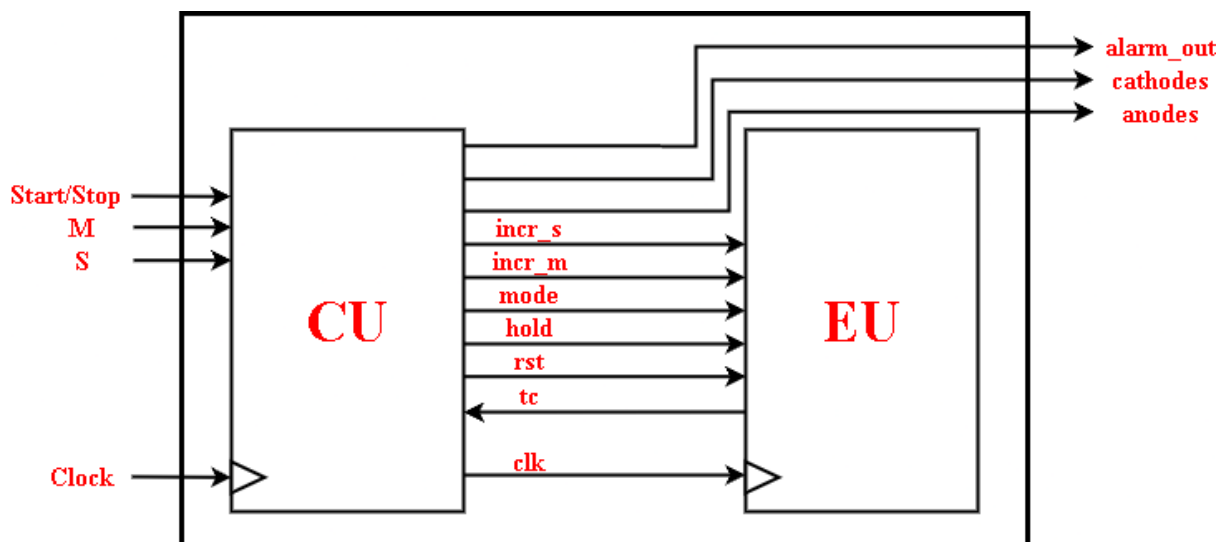 alarm_out
cathodes
anodes
Start/Stop
M
S
incr_s
incr_m
mode
hold
rst
tc
clk
CU
EU
Clock